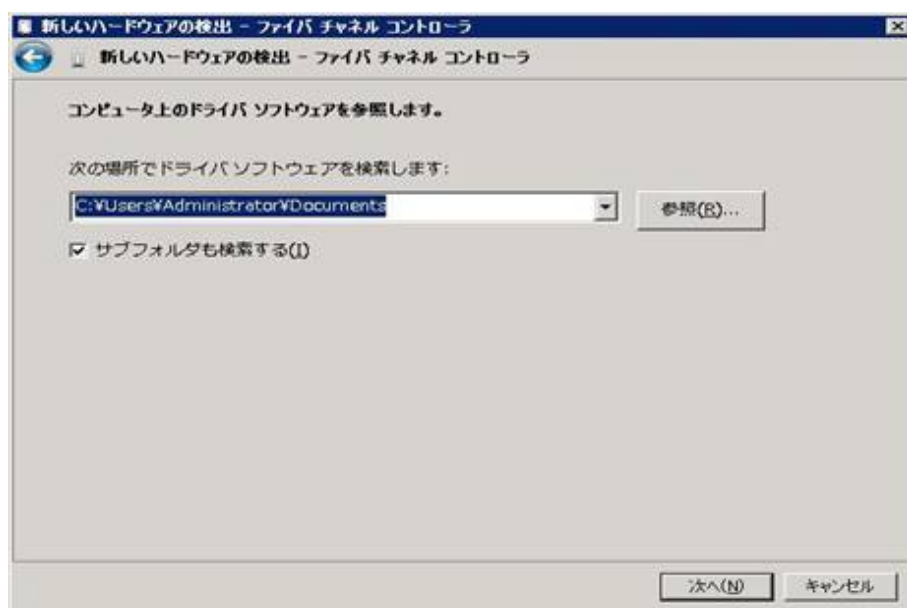 新しいハードウェアの検出 - ファイバ チャネル コントローラ
新しいハードウェアの検出 - ファイバ チャネル コントローラ
コンピュータ上のドライバ ソフトウェアを参照します。
次の場所でドライバ ソフトウェアを検索します:
C:¥Users¥Administrator¥Documents
参照(R)...
サブフォルダも検索する(I)
次へ(N)
キャンセル